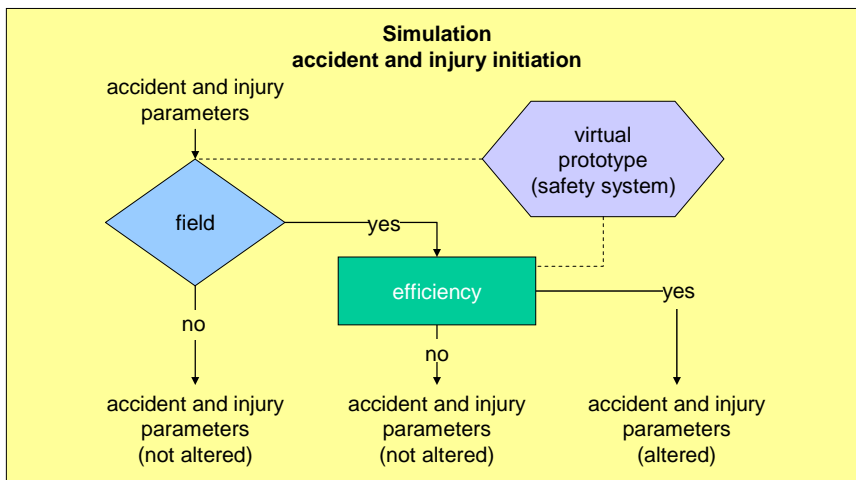 Simulation
accident and injury initiation
accident and injury
parameters
virtual
prototype
(safety system)
field
yes
efficiency
yes
no
no
accident and injury
parameters
(not altered)
accident and injury
parameters
(not altered)
accident and injury
parameters
(altered)